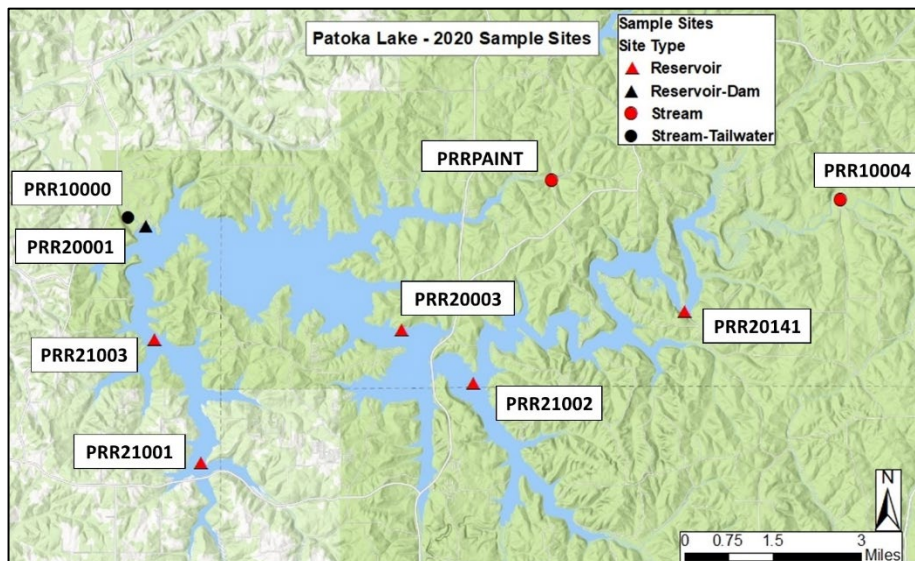 Patoka Lake - 2020 Sample Sites
Sample Sites
Site Type
Reservoir
Reservoir-Dam
Stream
Stream-Tailwater
PRRPAINT
PRR10004
PRR10000
PRR20001
PRR20003
PRR20141
PRR21003
PRR21002
PRR21001
N
0 0.75 1.5 3
Miles